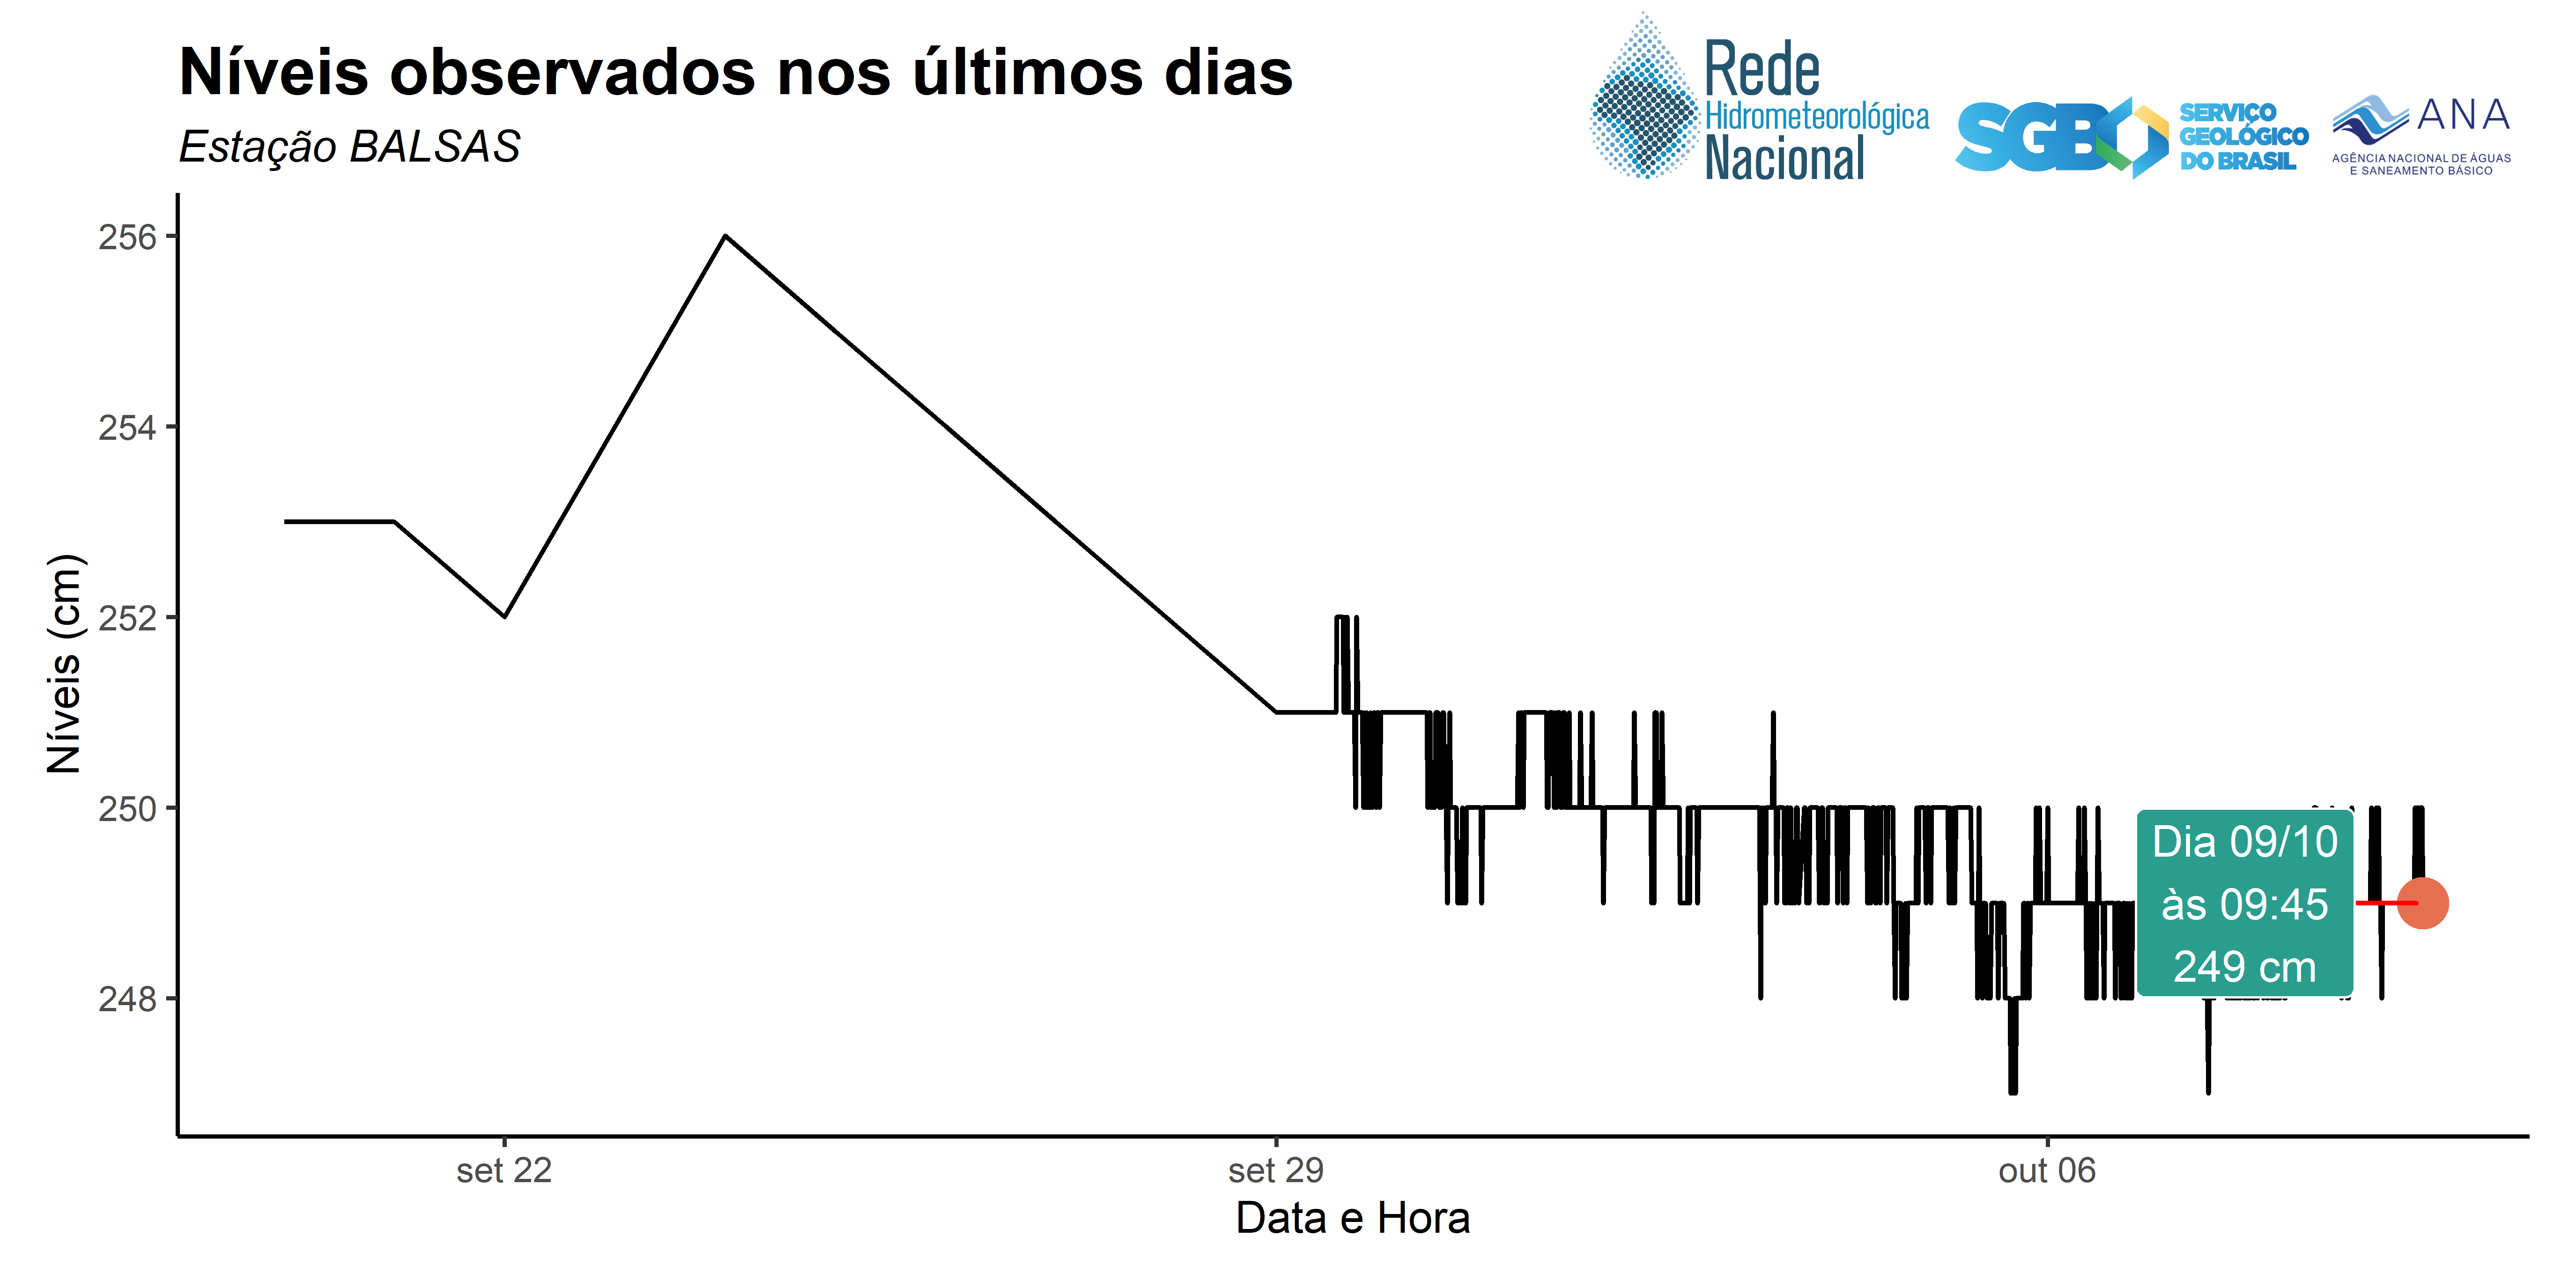 Níveis observados nos últimos dias
Estação BALSAS
Rede
Hidrometeorológica
Nacional
SGB
SERVIÇO
GEOLÓGICO
DO BRASIL
ANA
AGÊNCIA NACIONAL DE ÁGUAS
E SANEAMENTO BÁSICO
Níveis (cm)
256
254
252
250
248
Dia 09/10
às 09:45
249 cm
set 22
set 29
out 06
Data e Hora